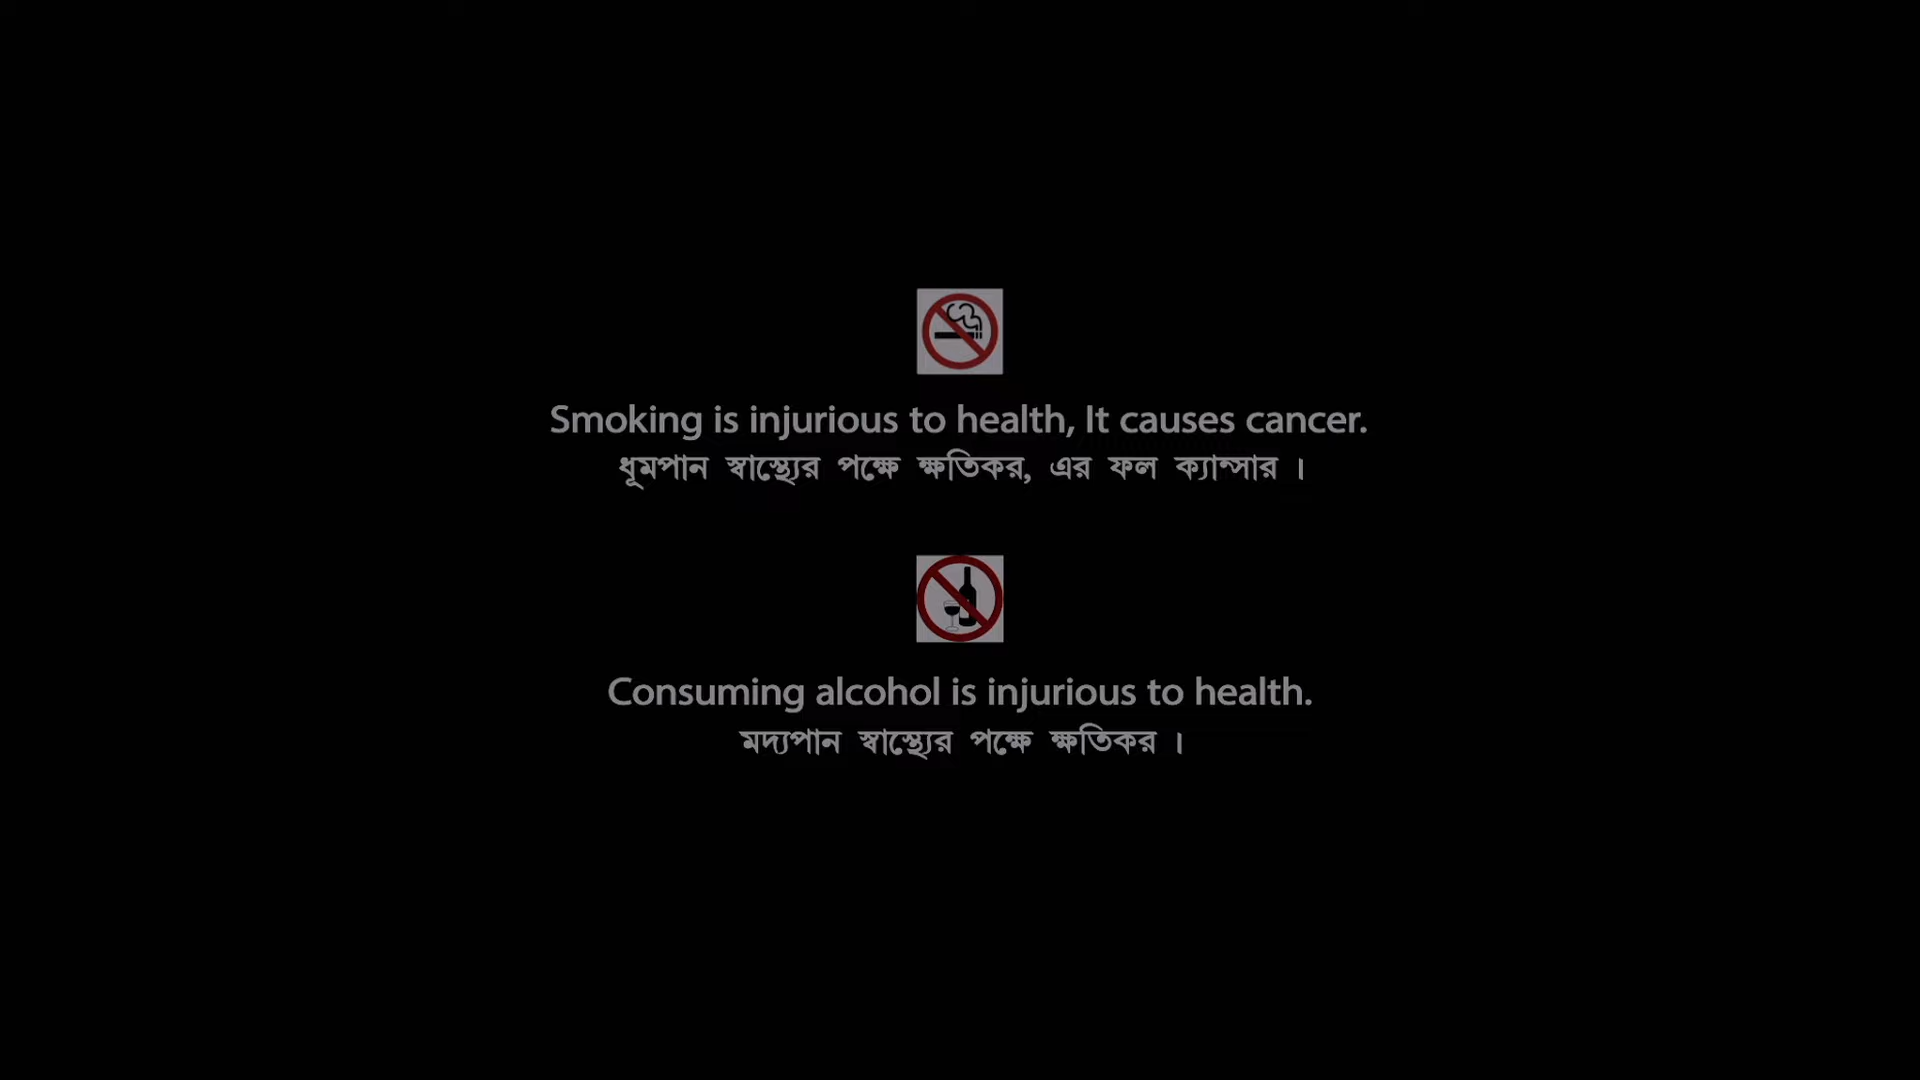 Smoking is injurious to health, It causes cancer.
ধূমপান স্বাস্থ্যের পক্ষে ক্ষতিকর, এর ফল ক্যান্সার ।
Consuming alcohol is injurious to health.
মদ্যপান স্বাস্থ্যের পক্ষে ক্ষতিকর ।